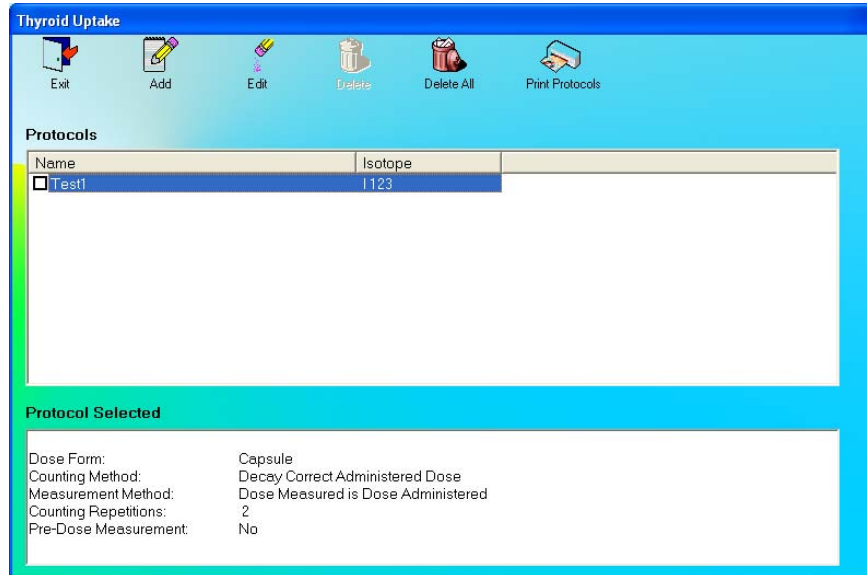 Thyroid Uptake
Exit Add Edit Delete Delete All Print Protocols
Protocols
Name Isotope
Test1 I123
Protocol Selected
Dose Form: Capsule
Counting Method: Decay Correct Administered Dose
Measurement Method: Dose Measured is Dose Administered
Counting Repetitions: 2
Pre-Dose Measurement: No